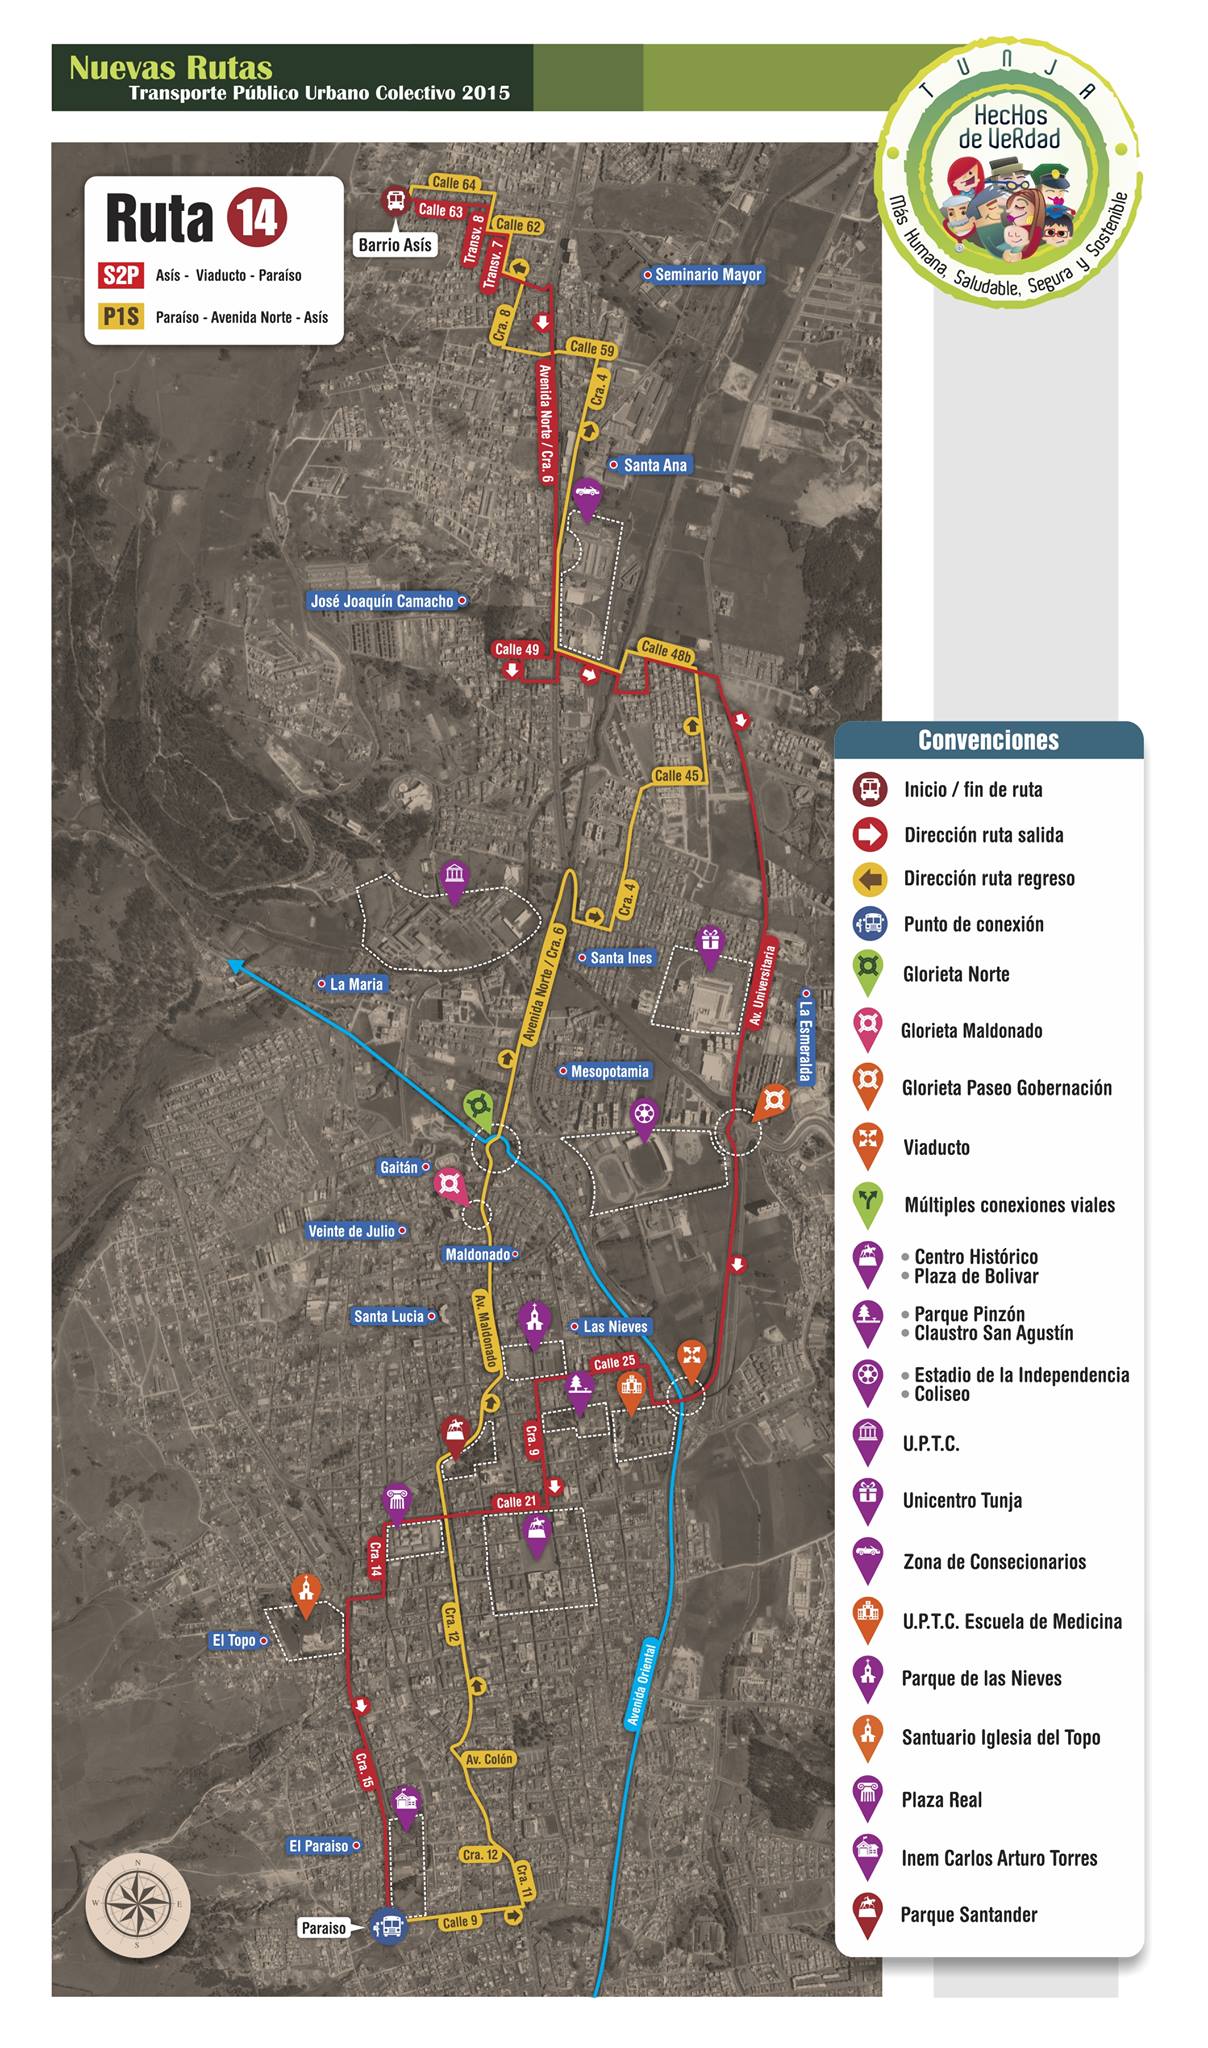 Nuevas Rutas
Transporte Público Urbano Colectivo 2015
TUNJA
HecHos
de VeRdad
Más Humana, Saludable, Segura y Sostenible
Ruta 14
S2P Asís - Viaducto - Paraíso
P1S Paraíso - Avenida Norte - Asís
Barrio Asís
Calle 64
Calle 63
Transv. 8
Calle 62
Transv. 7
Seminario Mayor
Cra. 8
Calle 59
Avenida Norte / Cra. 6
Cra. 4
Santa Ana
José Joaquín Camacho
Calle 49
Calle 48b
Calle 45
Cra. 4
Avenida Norte / Cra. 6
Santa Ines
La Maria
Av. Universitaria
La Esmeralda
Mesopotamia
Gaitán
Veinte de Julio
Maldonado
Santa Lucia
Av. Maldonado
Las Nieves
Calle 25
Cra. 9
Calle 21
Cra. 14
Cra. 12
El Topo
Avenida Oriental
Cra. 15
Av. Colón
El Paraiso
Cra. 12
Cra. 11
Calle 9
Paraiso
N
W
E
S
Convenciones
Inicio / fin de ruta
Dirección ruta salida
Dirección ruta regreso
Punto de conexión
Glorieta Norte
Glorieta Maldonado
Glorieta Paseo Gobernación
Viaducto
Múltiples conexiones viales
• Centro Histórico
• Plaza de Bolivar
• Parque Pinzón
• Claustro San Agustín
• Estadio de la Independencia
• Coliseo
U.P.T.C.
Unicentro Tunja
Zona de Consecionarios
U.P.T.C. Escuela de Medicina
Parque de las Nieves
Santuario Iglesia del Topo
Plaza Real
Inem Carlos Arturo Torres
Parque Santander